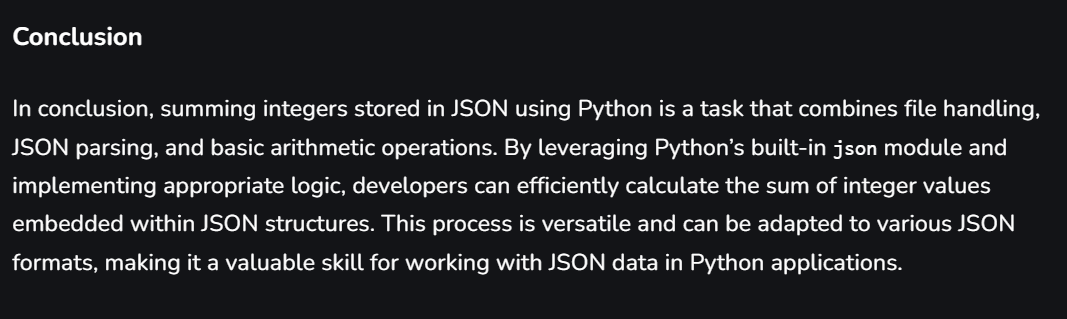 Conclusion
In conclusion, summing integers stored in JSON using Python is a task that combines file handling,
JSON parsing, and basic arithmetic operations. By leveraging Python’s built-in json module and
implementing appropriate logic, developers can efficiently calculate the sum of integer values
embedded within JSON structures. This process is versatile and can be adapted to various JSON
formats, making it a valuable skill for working with JSON data in Python applications.